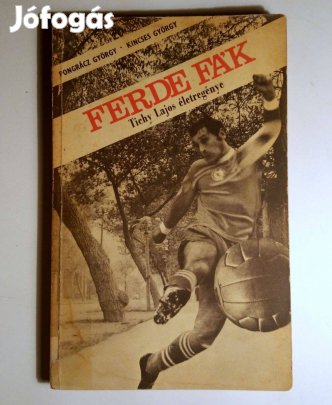 Jófogás
PONGRÁCZ GYÖRGY · KINCSES GYÖRGY
FERDE FÁK
Tichy Lajos életregénye